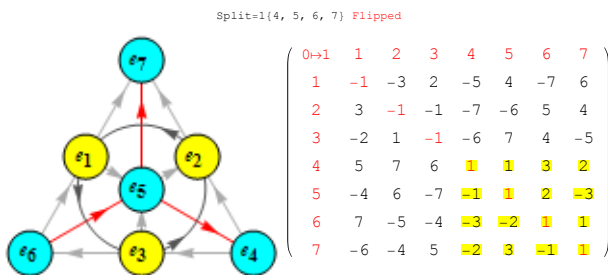 Split=1{4, 5, 6, 7} Flipped
e7
e1 e2
e5
e6 e3 e4
0↦1 1 2 3 4 5 6 7
1 -1 -3 2 -5 4 -7 6
2 3 -1 -1 -7 -6 5 4
3 -2 1 -1 -6 7 4 -5
4 5 7 6 1 1 3 2
5 -4 6 -7 -1 1 2 -3
6 7 -5 -4 -3 -2 1 1
7 -6 -4 5 -2 3 -1 1